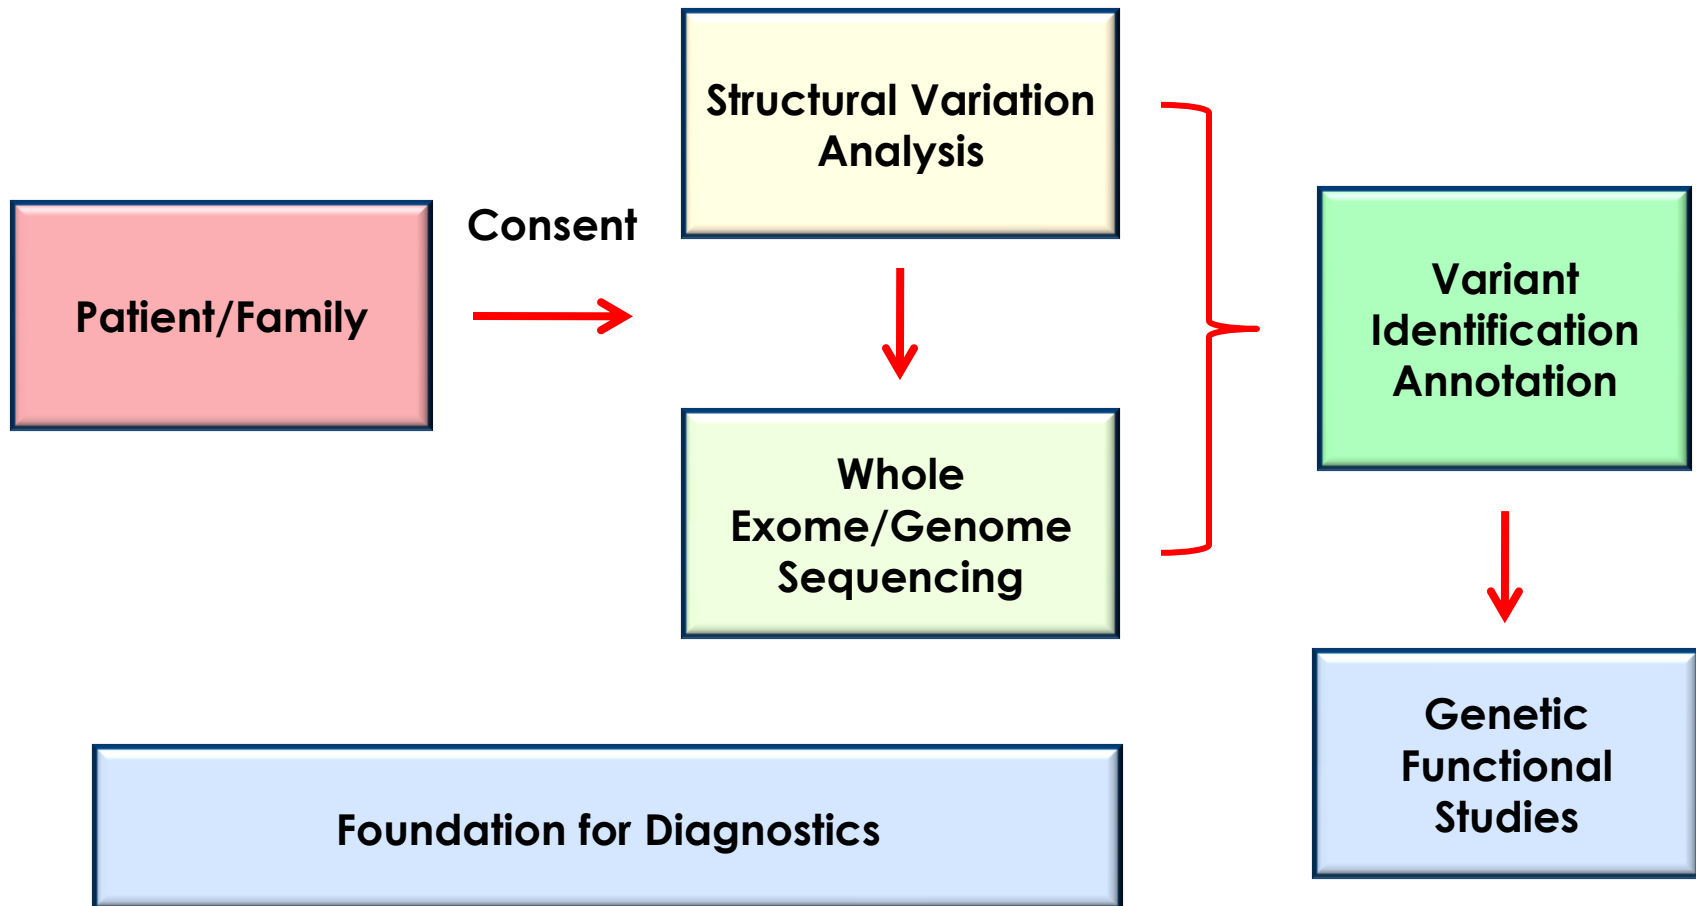 Structural Variation
Analysis
Consent
Patient/Family
Variant
Identification
Annotation
Whole
Exome/Genome
Sequencing
Genetic
Functional
Studies
Foundation for Diagnostics